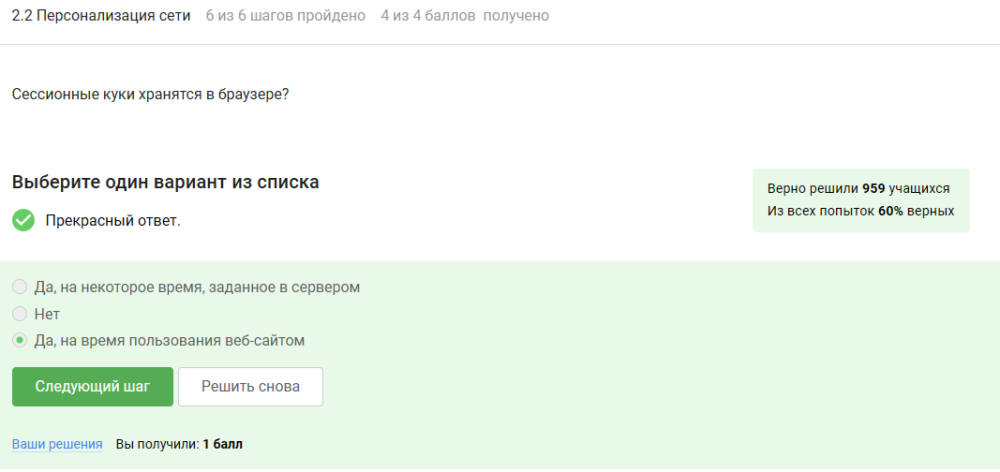 2.2 Персонализация сети 6 из 6 шагов пройдено 4 из 4 баллов получено
Сессионные куки хранятся в браузере?
Выберите один вариант из списка
Прекрасный ответ.
Верно решили 959 учащихся
Из всех попыток 60% верных
Да, на некоторое время, заданное в сервером
Нет
Да, на время пользования веб-сайтом
Следующий шаг Решить снова
Ваши решения Вы получили: 1 балл